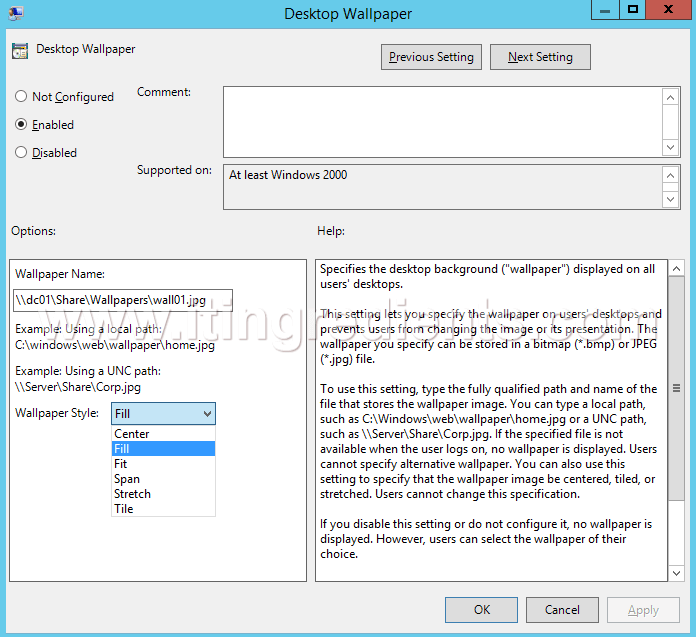 Desktop Wallpaper
Desktop Wallpaper
Previous Setting
Next Setting
Not Configured
Comment:
Enabled
Disabled
Supported on:
At least Windows 2000
Options:
Help:
Wallpaper Name:
\\dc01\Share\Wallpapers\wall01.jpg
Example: Using a local path:
C:\windows\web\wallpaper\home.jpg
Example: Using a UNC path:
\\Server\Share\Corp.jpg
Wallpaper Style:
Fill
Center
Fill
Fit
Span
Stretch
Tile
Specifies the desktop background ("wallpaper") displayed on all
users' desktops.
This setting lets you specify the wallpaper on users' desktops and
prevents users from changing the image or its presentation. The
wallpaper you specify can be stored in a bitmap (*.bmp) or JPEG
(*.jpg) file.
To use this setting, type the fully qualified path and name of the
file that stores the wallpaper image. You can type a local path,
such as C:\Windows\web\wallpaper\home.jpg or a UNC path,
such as \\Server\Share\Corp.jpg. If the specified file is not
available when the user logs on, no wallpaper is displayed. Users
cannot specify alternative wallpaper. You can also use this
setting to specify that the wallpaper image be centered, tiled, or
stretched. Users cannot change this specification.
If you disable this setting or do not configure it, no wallpaper is
displayed. However, users can select the wallpaper of their
choice.
www.itingredients.com
OK
Cancel
Apply